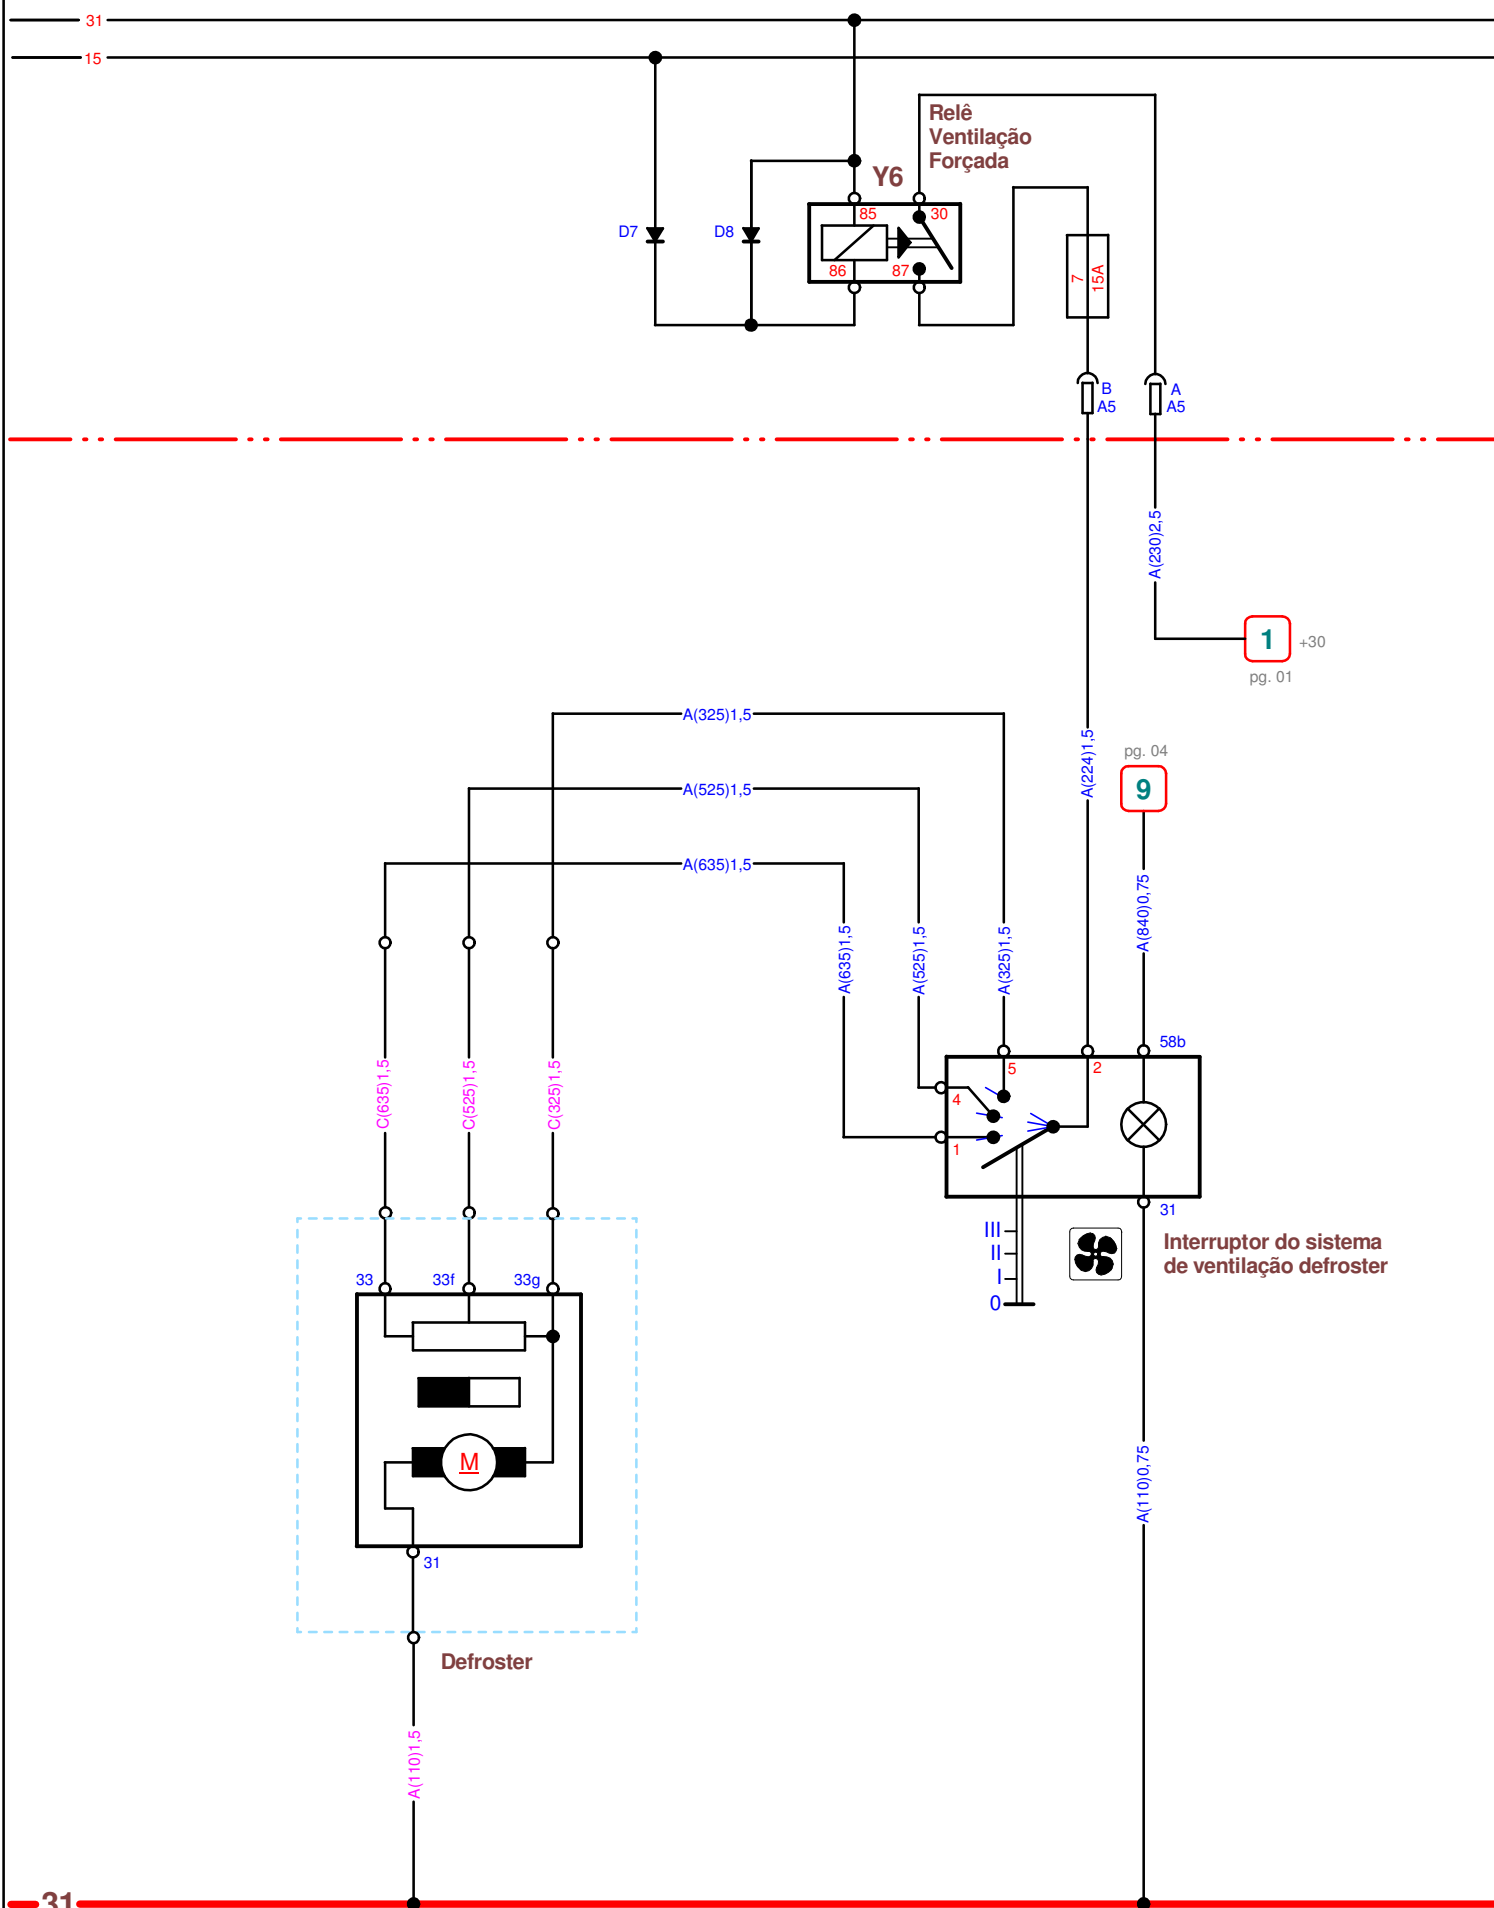 31
15
Relê
Ventilação
Forçada
Y6
85
30
D7
D8
86
87
7
15A
B
A5
A
A5
A(230)2,5
1
+30
pg. 01
A(325)1,5
A(224)1,5
pg. 04
9
A(525)1,5
A(635)1,5
A(840)0,75
A(635)1,5
A(525)1,5
A(325)1,5
58b
C(635)1,5
C(525)1,5
C(325)1,5
5
2
4
1
31
III
II
I
0
Interruptor do sistema
de ventilação defroster
33
33f
33g
M
A(110)0,75
31
Defroster
A(110)1,5
31